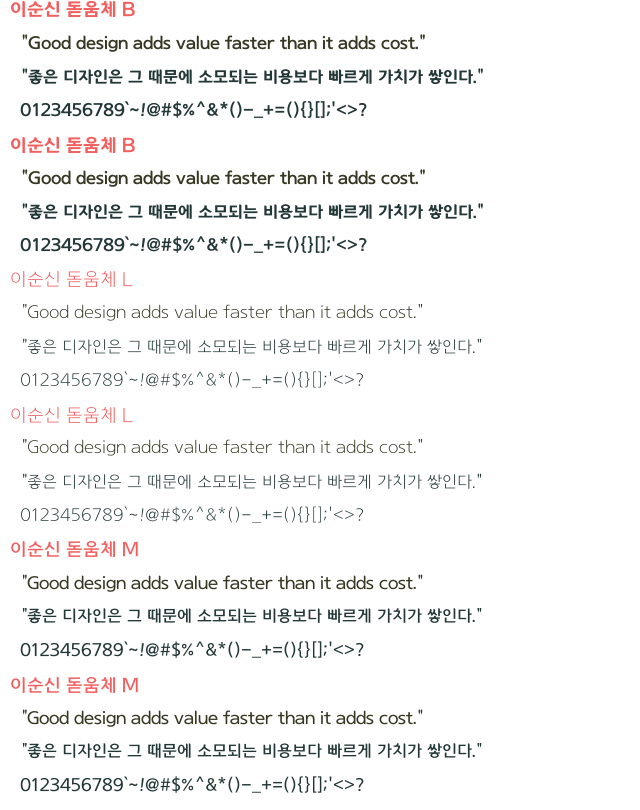 이순신 돋움체 B
"Good design adds value faster than it adds cost."
"좋은 디자인은 그 때문에 소모되는 비용보다 빠르게 가치가 쌓인다."
0123456789`~!@#$%^&*()-_+=(){}[];'<>?
이순신 돋움체 B
"Good design adds value faster than it adds cost."
"좋은 디자인은 그 때문에 소모되는 비용보다 빠르게 가치가 쌓인다."
0123456789`~!@#$%^&*()-_+=(){}[];'<>?
이순신 돋움체 L
"Good design adds value faster than it adds cost."
"좋은 디자인은 그 때문에 소모되는 비용보다 빠르게 가치가 쌓인다."
0123456789`~!@#$%^&*()-_+=(){}[];'<>?
이순신 돋움체 L
"Good design adds value faster than it adds cost."
"좋은 디자인은 그 때문에 소모되는 비용보다 빠르게 가치가 쌓인다."
0123456789`~!@#$%^&*()-_+=(){}[];'<>?
이순신 돋움체 M
"Good design adds value faster than it adds cost."
"좋은 디자인은 그 때문에 소모되는 비용보다 빠르게 가치가 쌓인다."
0123456789`~!@#$%^&*()-_+=(){}[];'<>?
이순신 돋움체 M
"Good design adds value faster than it adds cost."
"좋은 디자인은 그 때문에 소모되는 비용보다 빠르게 가치가 쌓인다."
0123456789`~!@#$%^&*()-_+=(){}[];'<>?